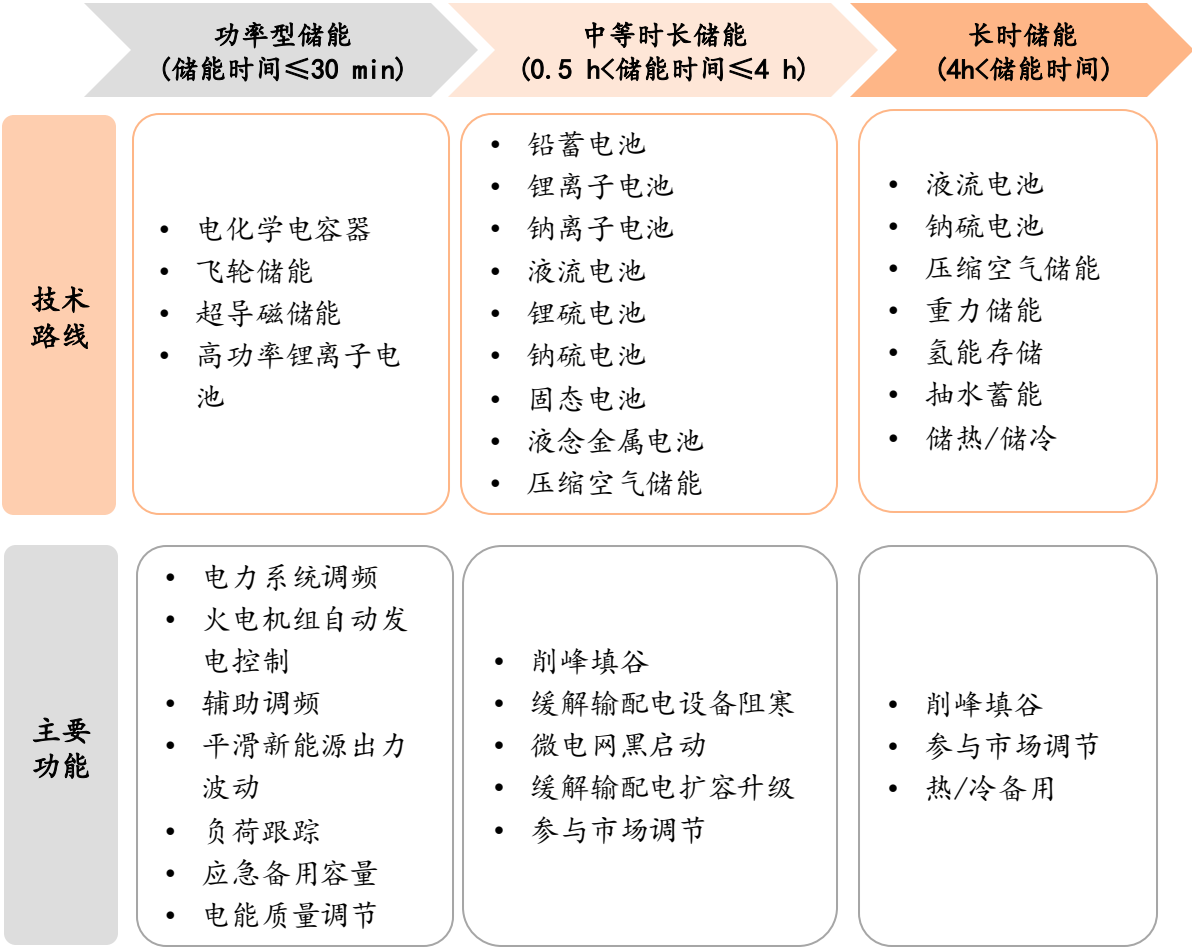 功率型储能
(储能时间≤30 min)
中等时长储能
(0.5 h<储能时间≤4 h)
长时储能
(4h<储能时间)
技术
路线
• 电化学电容器
• 飞轮储能
• 超导磁储能
• 高功率锂离子电
池
• 铅蓄电池
• 锂离子电池
• 钠离子电池
• 液流电池
• 锂硫电池
• 钠硫电池
• 固态电池
• 液念金属电池
• 压缩空气储能
• 液流电池
• 钠硫电池
• 压缩空气储能
• 重力储能
• 氢能存储
• 抽水蓄能
• 储热/储冷
主要
功能
• 电力系统调频
• 火电机组自动发
电控制
• 辅助调频
• 平滑新能源出力
波动
• 负荷跟踪
• 应急备用容量
• 电能质量调节
• 削峰填谷
• 缓解输配电设备阻寒
• 微电网黑启动
• 缓解输配电扩容升级
• 参与市场调节
• 削峰填谷
• 参与市场调节
• 热/冷备用